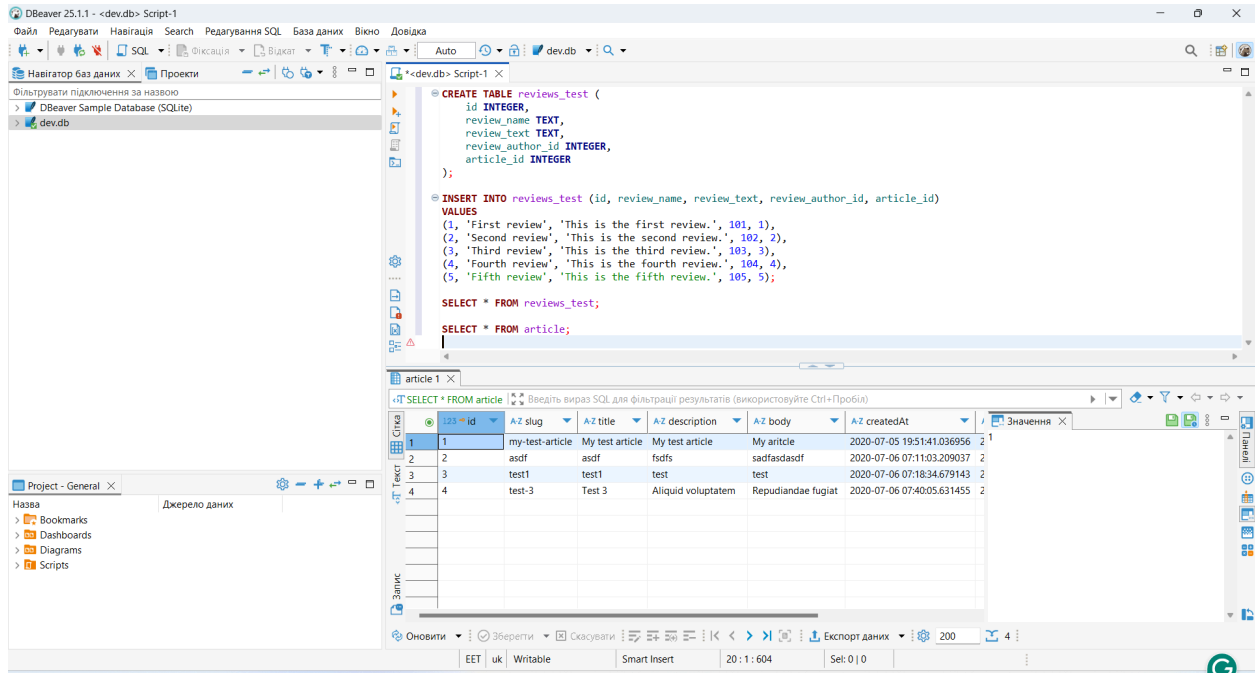 DBeaver 25.1.1 - <dev.db> Script-1
Файл Редагувати Навігація Search Редагування SQL База даних Вікно Довідка
SQL Фіксація Відкат Auto dev.db
Навігатор баз даних Проекти
Фільтрувати підключення за назвою
DBeaver Sample Database (SQLite)
dev.db
*<dev.db> Script-1
CREATE TABLE reviews_test (
id INTEGER,
review_name TEXT,
review_text TEXT,
review_author_id INTEGER,
article_id INTEGER
);
INSERT INTO reviews_test (id, review_name, review_text, review_author_id, article_id)
VALUES
(1, 'First review', 'This is the first review.', 101, 1),
(2, 'Second review', 'This is the second review.', 102, 2),
(3, 'Third review', 'This is the third review.', 103, 3),
(4, 'Fourth review', 'This is the fourth review.', 104, 4),
(5, 'Fifth review', 'This is the fifth review.', 105, 5);
SELECT * FROM reviews_test;
SELECT * FROM article;
article 1
SELECT * FROM article Введіть вираз SQL для фільтрації результатів (використовуйте Ctrl+Пробіл)
Сітка
Текст
Запис
123 id A-Z slug A-Z title A-Z description A-Z body A-Z createdAt
1 1 my-test-article My test article My test article My aritcle 2020-07-05 19:51:41.036956 2
2 2 asdf asdf fsdfs sadfasdasdf 2020-07-06 07:11:03.209037 2
3 3 test1 test1 test test 2020-07-06 07:18:34.679143 2
4 4 test-3 Test 3 Aliquid voluptatem Repudiandae fugiat 2020-07-06 07:40:05.631455 2
Значення
1
Панелі
Project - General
Назва Джерело даних
Bookmarks
Dashboards
Diagrams
Scripts
Оновити Зберегти Скасувати Експорт даних 200 4
EET uk Writable Smart Insert 20 : 1 : 604 Sel: 0 | 0